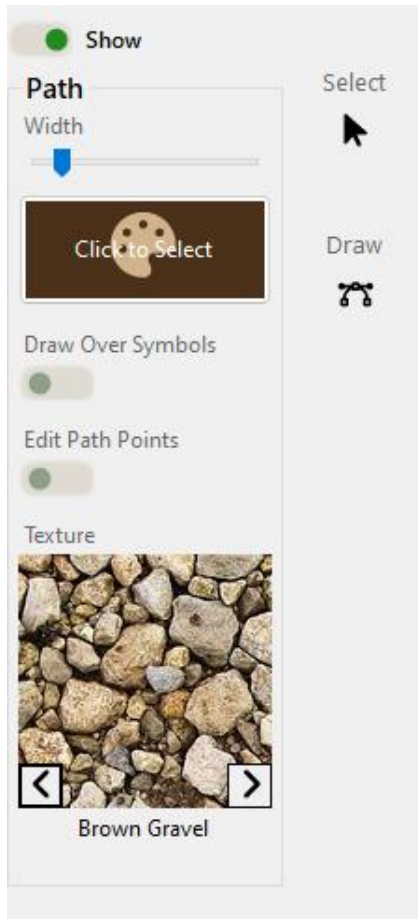 Show
Path
Width
Click to Select
Draw Over Symbols
Edit Path Points
Texture
Brown Gravel
Select
Draw